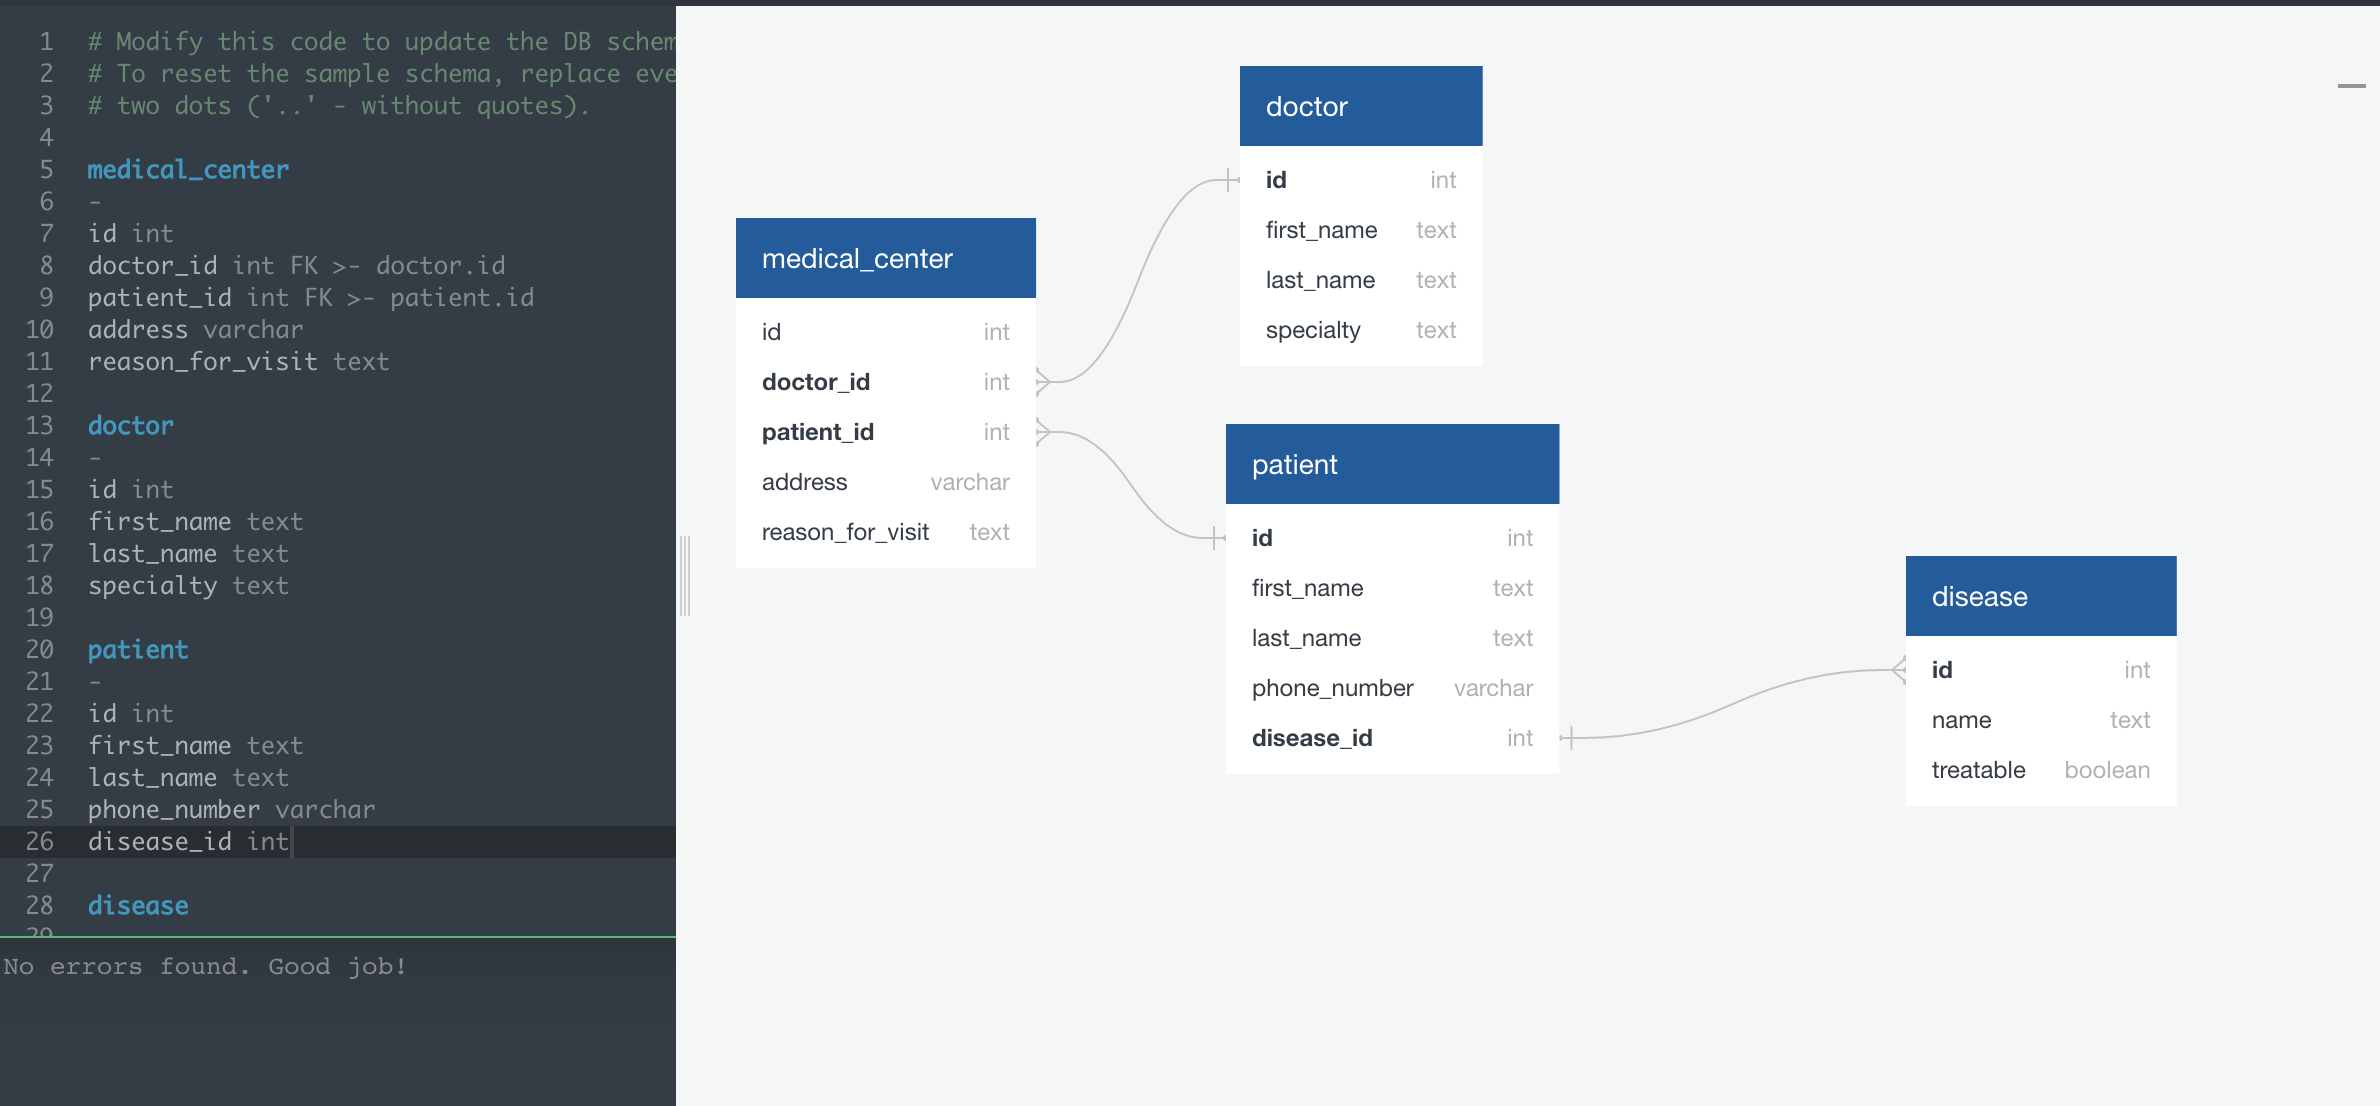 1 # Modify this code to update the DB schem
2 # To reset the sample schema, replace eve
3 # two dots ('..' - without quotes).
4
5 medical_center
6 -
7 id int
8 doctor_id int FK >- doctor.id
9 patient_id int FK >- patient.id
10 address varchar
11 reason_for_visit text
12
13 doctor
14 -
15 id int
16 first_name text
17 last_name text
18 specialty text
19
20 patient
21 -
22 id int
23 first_name text
24 last_name text
25 phone_number varchar
26 disease_id int
27
28 disease
29
No errors found. Good job!
medical_center
id int
doctor_id int
patient_id int
address varchar
reason_for_visit text
doctor
id int
first_name text
last_name text
specialty text
patient
id int
first_name text
last_name text
phone_number varchar
disease_id int
disease
id int
name text
treatable boolean